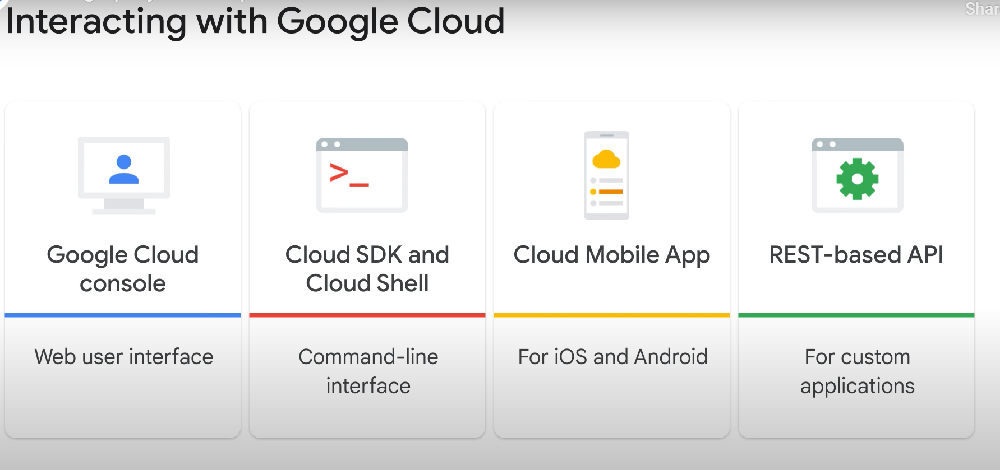 Interacting with Google Cloud
>_
Google Cloud
console
Web user interface
Cloud SDK and
Cloud Shell
Command-line
interface
Cloud Mobile App
For iOS and Android
REST-based API
For custom
applications